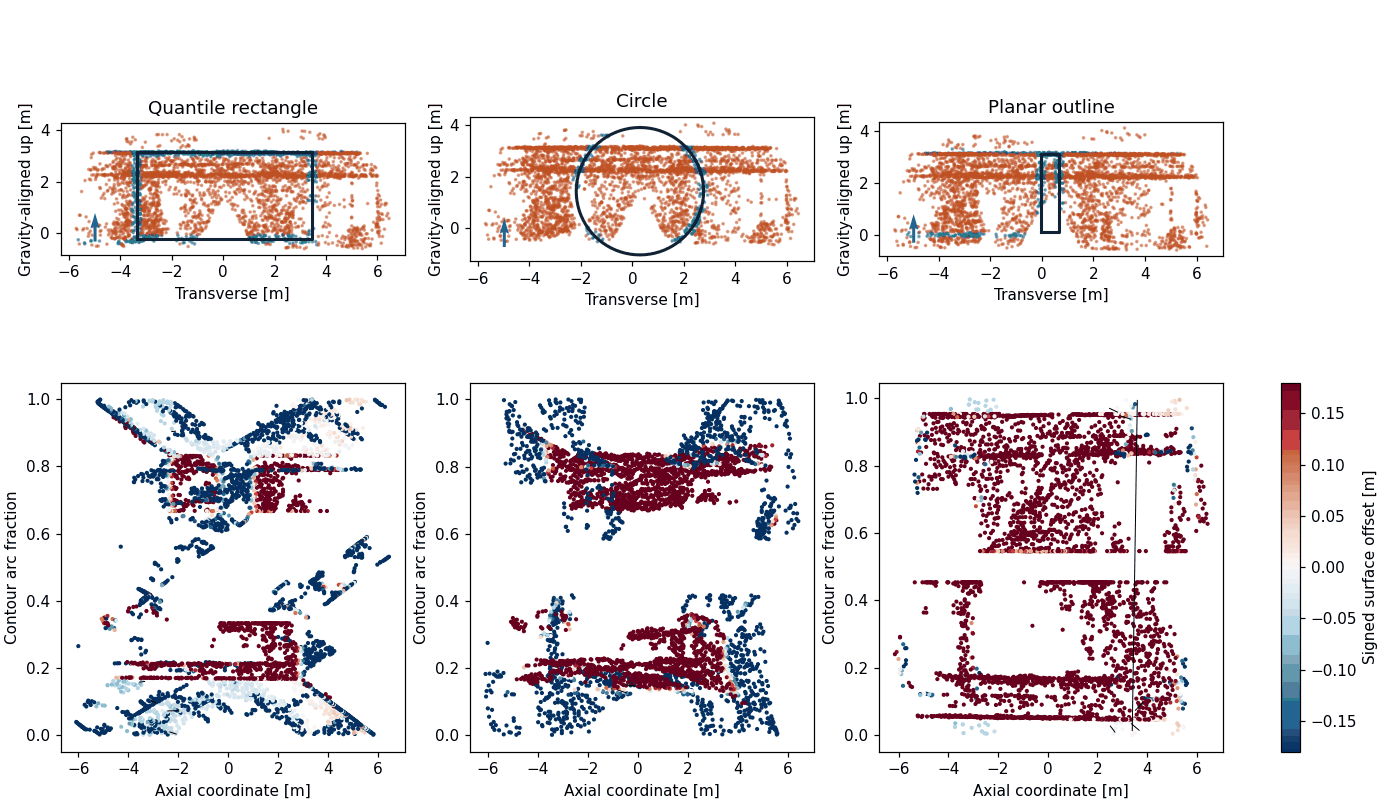 Quantile rectangle
Circle
Planar outline
Gravity-aligned up [m]
4
2
0
−6 −4 −2 0 2 4 6
Transverse [m]
Gravity-aligned up [m]
4
2
0
−6 −4 −2 0 2 4 6
Transverse [m]
Gravity-aligned up [m]
4
2
0
−6 −4 −2 0 2 4 6
Transverse [m]
Contour arc fraction
1.0
0.8
0.6
0.4
0.2
0.0
−6 −4 −2 0 2 4 6
Axial coordinate [m]
Contour arc fraction
1.0
0.8
0.6
0.4
0.2
0.0
−6 −4 −2 0 2 4 6
Axial coordinate [m]
Contour arc fraction
1.0
0.8
0.6
0.4
0.2
0.0
−6 −4 −2 0 2 4 6
Axial coordinate [m]
0.15
0.10
0.05
0.00
−0.05
−0.10
−0.15
Signed surface offset [m]